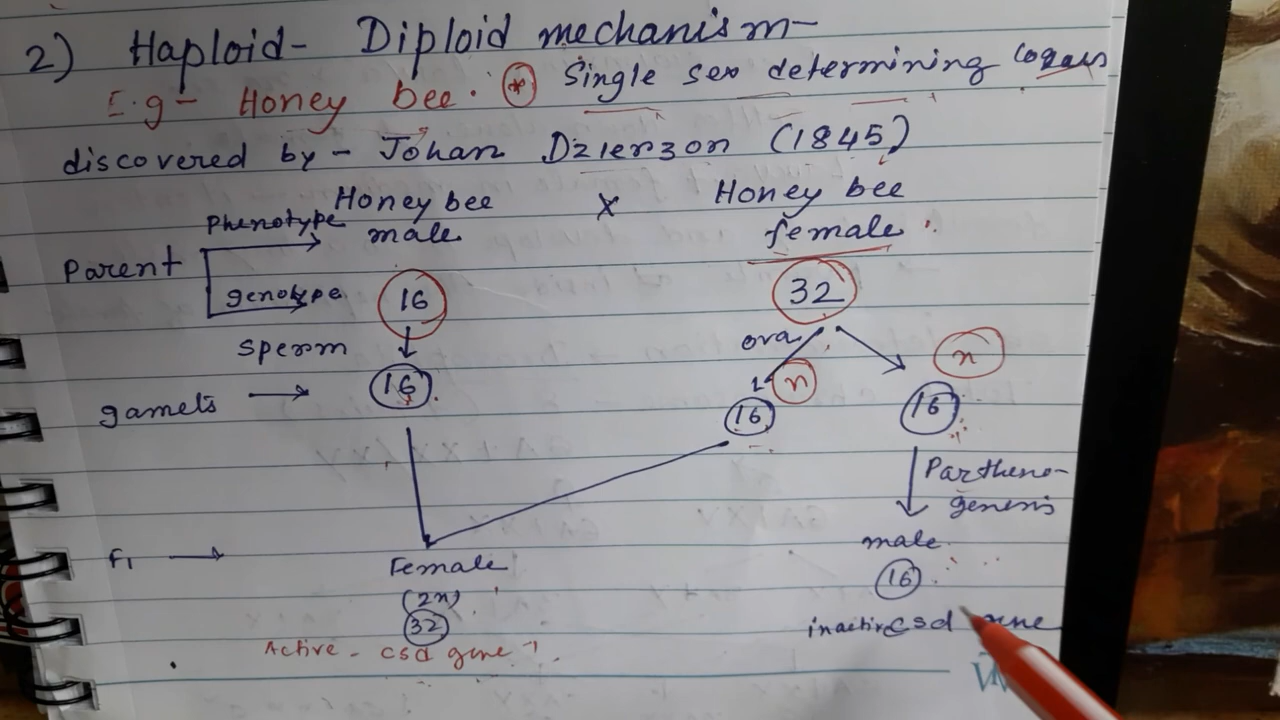 2) Haploid- Diploid mechanism-
E.g- Honey bee. * Single sex determining
discovered by- Johan Dzierzon (1845)
Honey bee male × Honey bee female
Parent
Phenotype
genotype
16
32
sperm
ova
n
n
gamets → 16
16
16
Partheno-
genesis
F1 → Female
male
(2n)
16
32
inactive csd gene
Active - csd gene